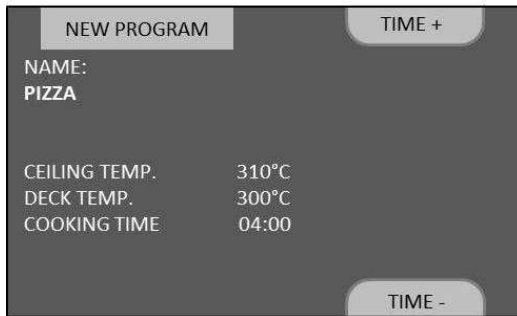 NEW PROGRAM
TIME +
NAME:
PIZZA
CEILING TEMP. 310°C
DECK TEMP. 300°C
COOKING TIME 04:00
TIME -